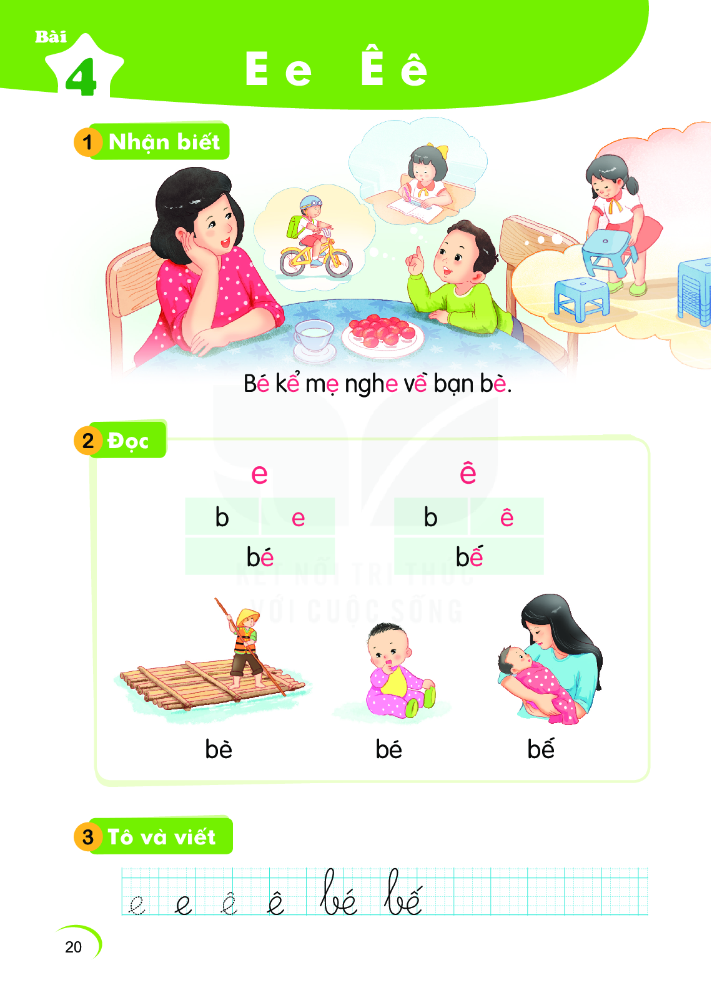 Bài
4
E e Ê ê
1 Nhận biết
Bé kể mẹ nghe về bạn bè.
2 Đọc
e ê
b e b ê
bé bế
KẾT NỐI TRI THỨC
VỚI CUỘC SỐNG
bè bé bế
3 Tô và viết
e e ê ê bé bế
20